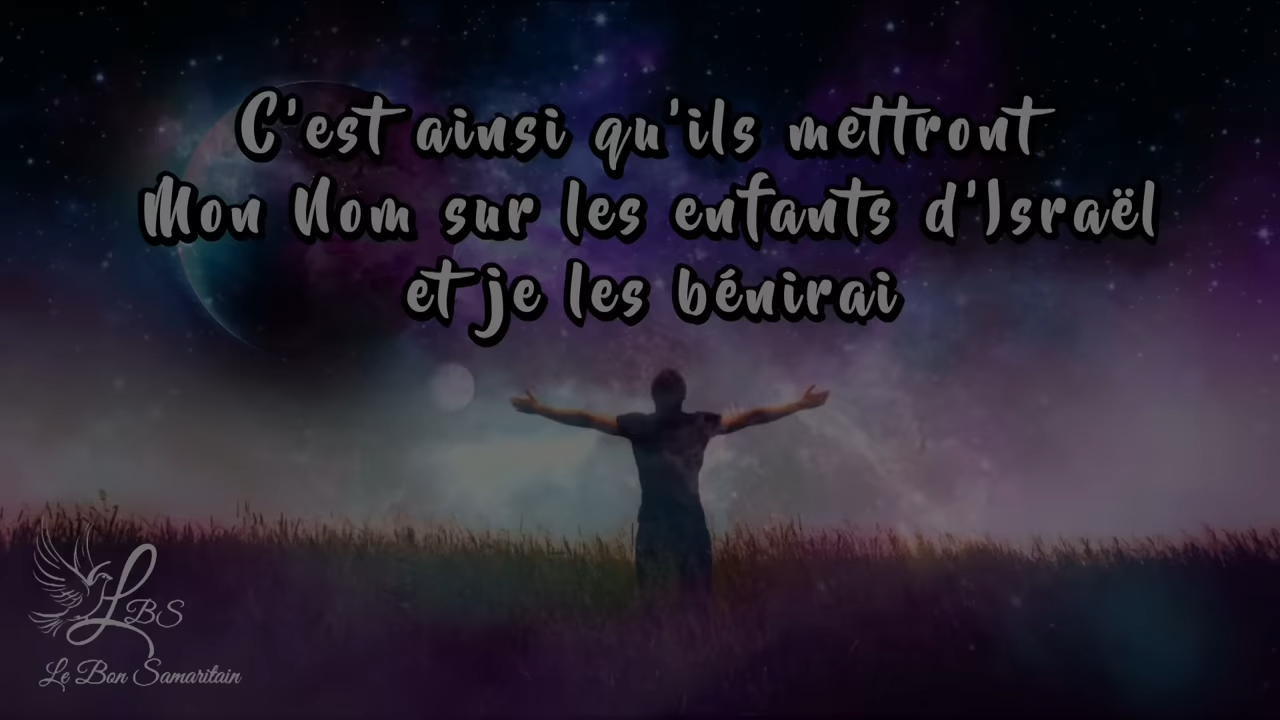 C'est ainsi qu'ils mettront
Mon Nom sur les enfants d'Israël
et je les bénirai
LBS
Le Bon Samaritain